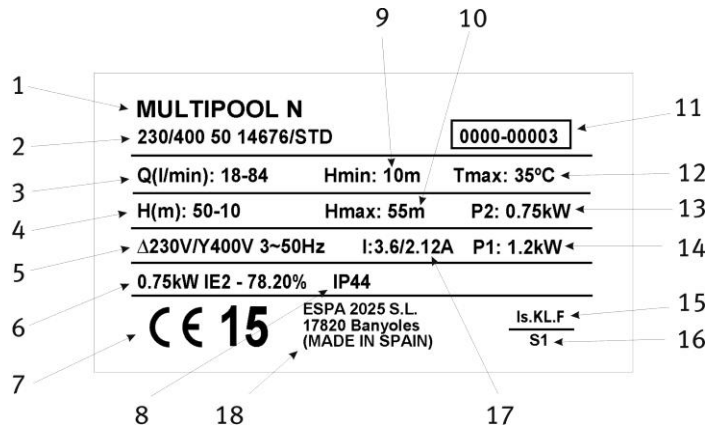 9 10
1 MULTIPOOL N 11
2 230/400 50 14676/STD 0000-00003
3 Q(l/min): 18-84 Hmin: 10m Tmax: 35ºC 12
4 H(m): 50-10 Hmax: 55m P2: 0.75kW 13
5 ∆230V/Y400V 3~50Hz I:3.6/2.12A P1: 1.2kW 14
6 0.75kW IE2 - 78.20% IP44
7 CE 15 ESPA 2025 S.L. Is.KL.F 15
17820 Banyoles
(MADE IN SPAIN) S1 16
8 18 17